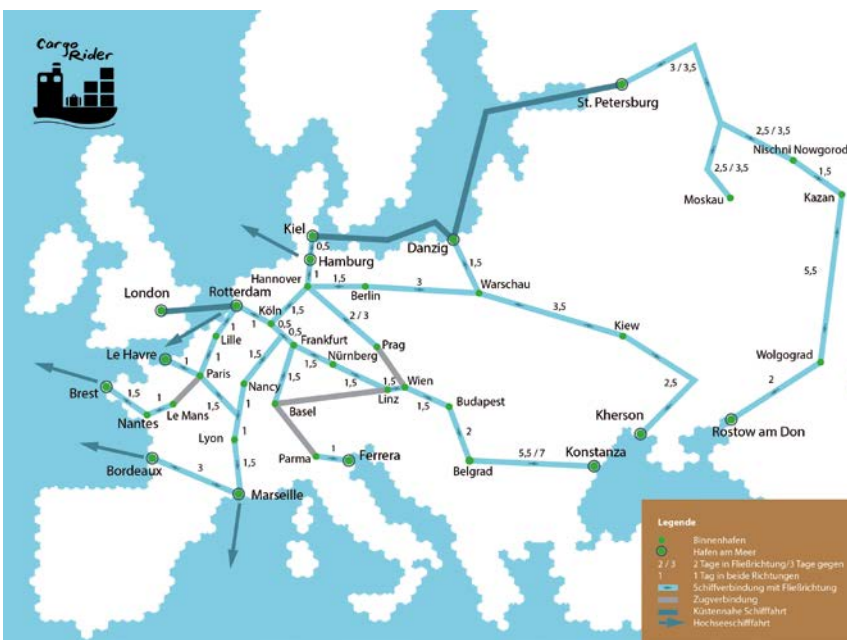 Cargo
Rider
St. Petersburg
3 / 3,5
2,5 / 3,5
Nischni Nowgorod
2,5 / 3,5
1,5
Moskau
Kazan
Kiel
Danzig
0,5
Hamburg
1
1,5
Hannover
1,5
3
Warschau
5,5
London
Rotterdam
Berlin
Köln
1,5
2 / 3
3,5
1
1
0,5
0,5
Lille
Frankfurt
Prag
Kiew
Le Havre
1
1
1,5
Nürnberg
1,5
Wolgograd
Paris
Nancy
1,5
1,5
1,5
Wien
2,5
2
Brest
1,5
1
1,5
1
Linz
1,5
Budapest
Le Mans
Basel
Kherson
Nantes
Rostow am Don
Lyon
1
2
Parma
1
Ferrera
5,5 / 7
Konstanza
Bordeaux
3
1,5
Belgrad
Marseille
Legende
Binnenhafen
Hafen am Meer
2 / 3 2 Tage in Fließrichtung/3 Tage gegen
1 1 Tag in beide Richtungen
Schiffverbindung mit Fließrichtung
Zugverbindung
Küstennahe Schifffahrt
Hochseeschifffahrt